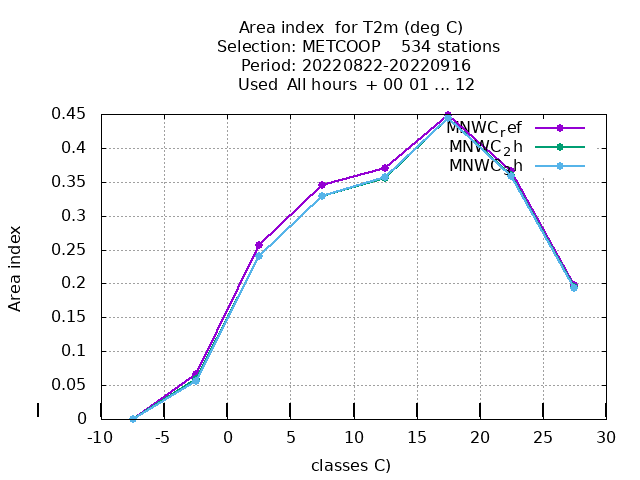 Area index  for T2m (deg C)
Selection: METCOOP    534 stations
Period: 20220822-20220916
Used  All hours  + 00 01 ... 12
0.45
0.4
0.35
0.3
0.25
0.2
0.15
0.1
0.05
0
-10
-5
0
5
10
15
20
25
30
Area index
classes C)
MNWC_ref
MNWC_2h